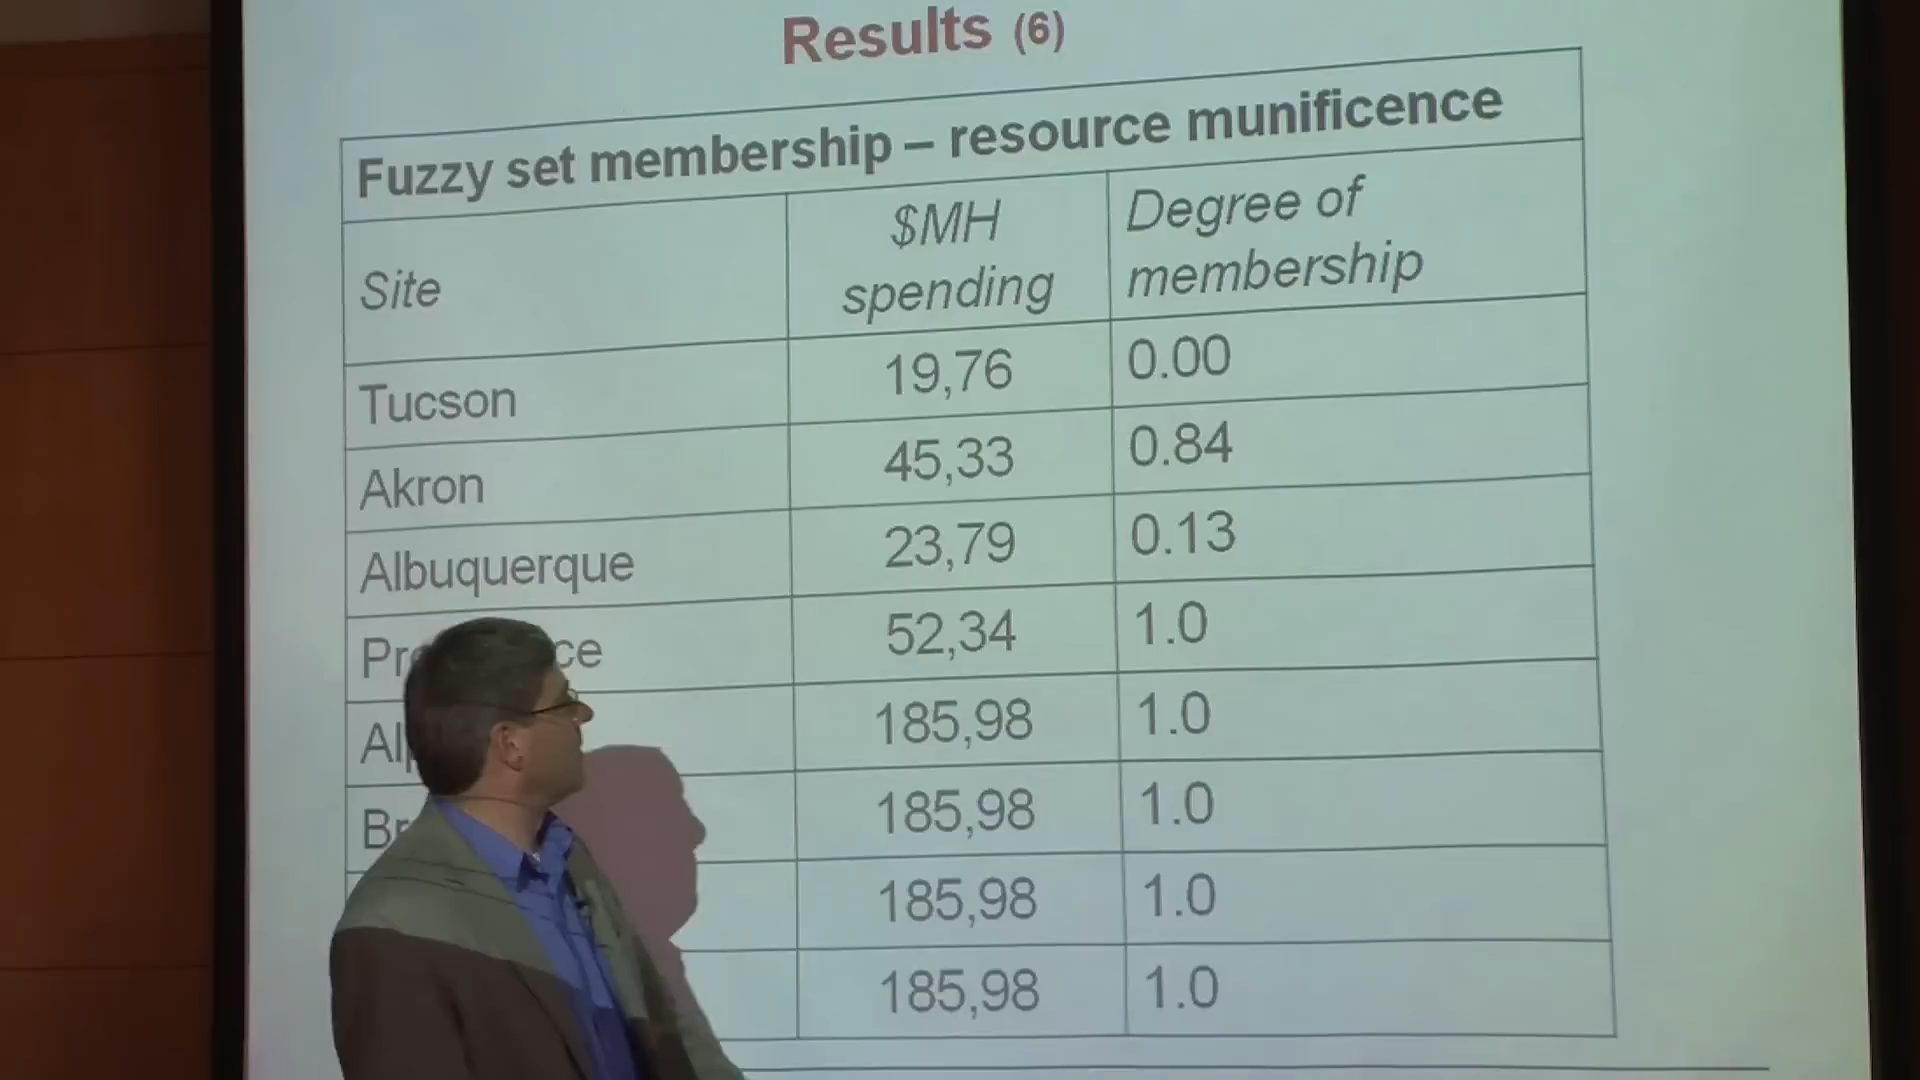 Results (6)
Fuzzy set membership – resource munificence
Site
$MH
spending
Degree of
membership
Tucson
19,76
0.00
Akron
45,33
0.84
Albuquerque
23,79
0.13
52,34
1.0
185,98
1.0
185,98
1.0
185,98
1.0
185,98
1.0